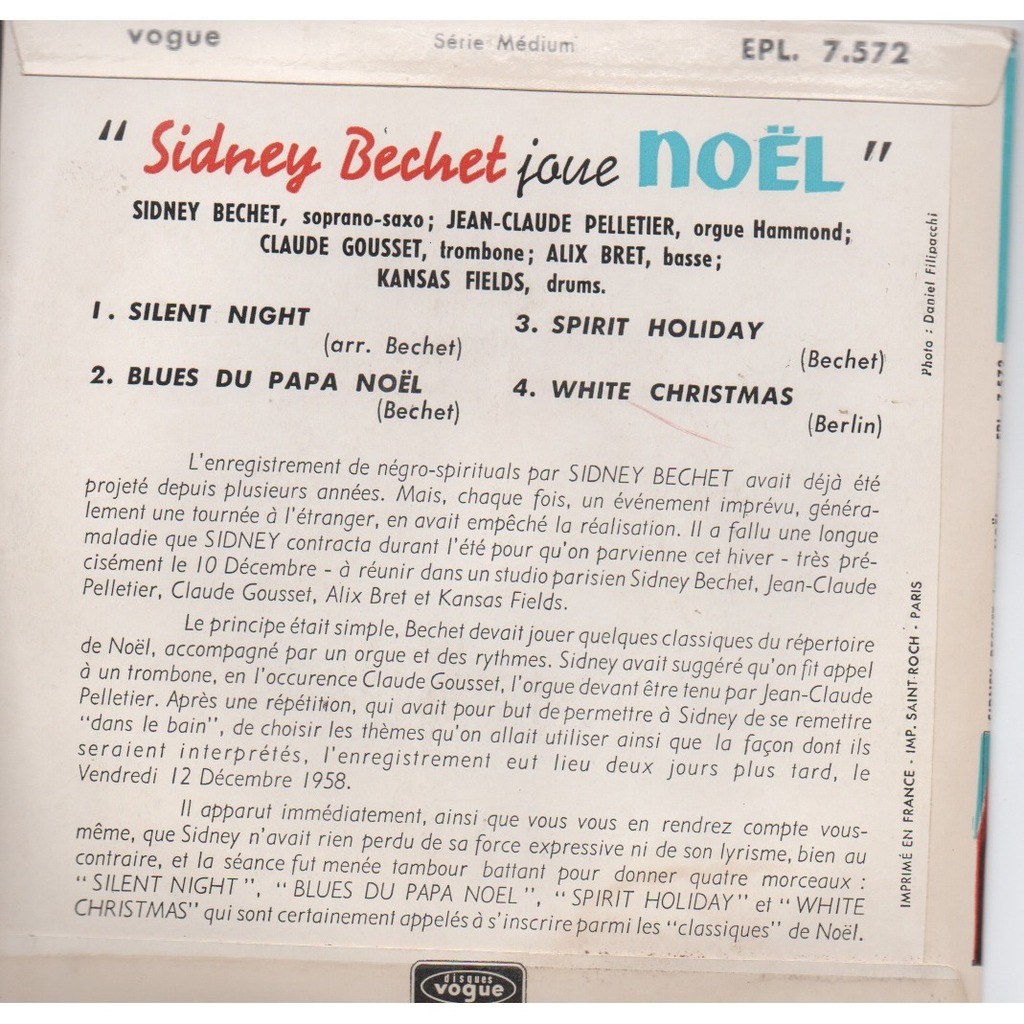 vogue Série Médium EPL. 7.572
" Sidney Bechet joue NOËL "
SIDNEY BECHET, soprano-saxo; JEAN-CLAUDE PELLETIER, orgue Hammond;
CLAUDE GOUSSET, trombone; ALIX BRET, basse;
KANSAS FIELDS, drums.
1. SILENT NIGHT
(arr. Bechet)
2. BLUES DU PAPA NOËL
(Bechet)
3. SPIRIT HOLIDAY
(Bechet)
4. WHITE CHRISTMAS
(Berlin)
L'enregistrement de négro-spirituals par SIDNEY BECHET avait déjà été
projeté depuis plusieurs années. Mais, chaque fois, un événement imprévu, généra-
lement une tournée à l'étranger, en avait empêché la réalisation. Il a fallu une longue
maladie que SIDNEY contracta durant l'été pour qu'on parvienne cet hiver - très pré-
cisément le 10 Décembre - à réunir dans un studio parisien Sidney Bechet, Jean-Claude
Pelletier, Claude Gousset, Alix Bret et Kansas Fields.
Le principe était simple, Bechet devait jouer quelques classiques du répertoire
de Noël, accompagné par un orgue et des rythmes. Sidney avait suggéré qu'on fit appel
à un trombone, en l'occurence Claude Gousset, l'orgue devant être tenu par Jean-Claude
Pelletier. Après une répétition, qui avait pour but de permettre à Sidney de se remettre
"dans le bain", de choisir les thèmes qu'on allait utiliser ainsi que la façon dont ils
seraient interprétés, l'enregistrement eut lieu deux jours plus tard, le
Vendredi 12 Décembre 1958.
Il apparut immédiatement, ainsi que vous vous en rendrez compte vous-
même, que Sidney n'avait rien perdu de sa force expressive ni de son lyrisme, bien au
contraire, et la séance fut menée tambour battant pour donner quatre morceaux :
"SILENT NIGHT", "BLUES DU PAPA NOEL", "SPIRIT HOLIDAY" et "WHITE
CHRISTMAS" qui sont certainement appelés à s'inscrire parmi les "classiques" de Noël.
Photo : Daniel Filipacchi
IMPRIMÉ EN FRANCE - IMP. SAINT-ROCH - PARIS
disques
vogue